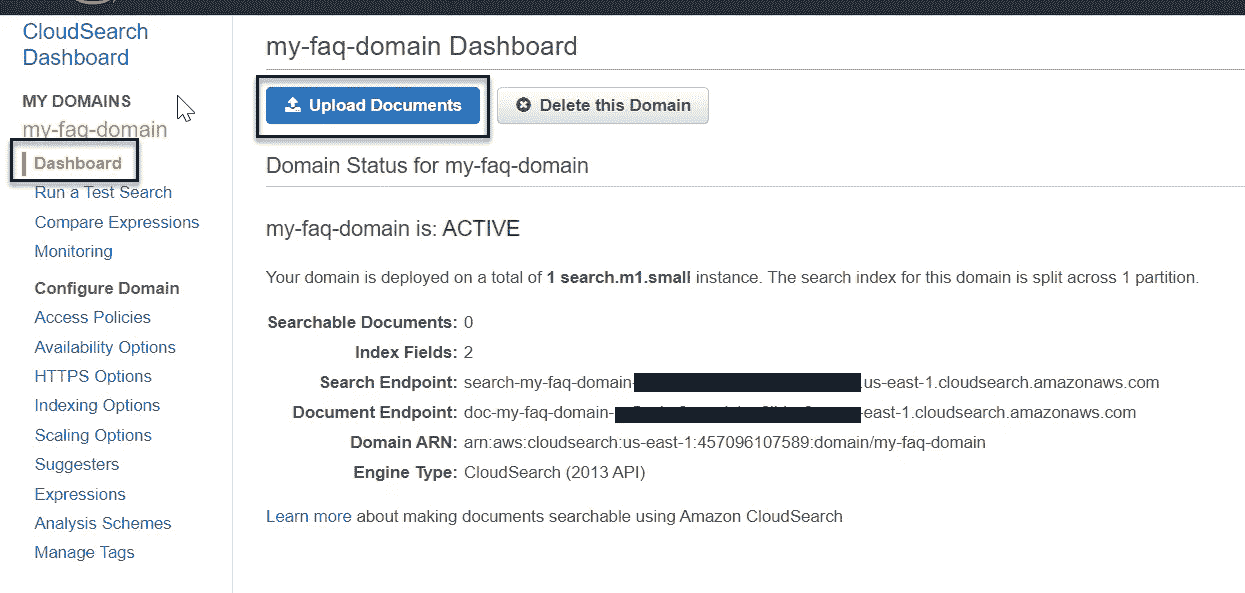 CloudSearch
Dashboard
MY DOMAINS
my-faq-domain
Dashboard
Run a Test Search
Compare Expressions
Monitoring
Configure Domain
Access Policies
Availability Options
HTTPS Options
Indexing Options
Scaling Options
Suggesters
Expressions
Analysis Schemes
Manage Tags
my-faq-domain Dashboard
Upload Documents Delete this Domain
Domain Status for my-faq-domain
my-faq-domain is: ACTIVE
Your domain is deployed on a total of 1 search.m1.small instance. The search index for this domain is split across 1 partition.
Searchable Documents: 0
Index Fields: 2
Search Endpoint: search-my-faq-domain- .us-east-1.cloudsearch.amazonaws.com
Document Endpoint: doc-my-faq-domain- -east-1.cloudsearch.amazonaws.com
Domain ARN: arn:aws:cloudsearch:us-east-1:457096107589:domain/my-faq-domain
Engine Type: CloudSearch (2013 API)
Learn more about making documents searchable using Amazon CloudSearch